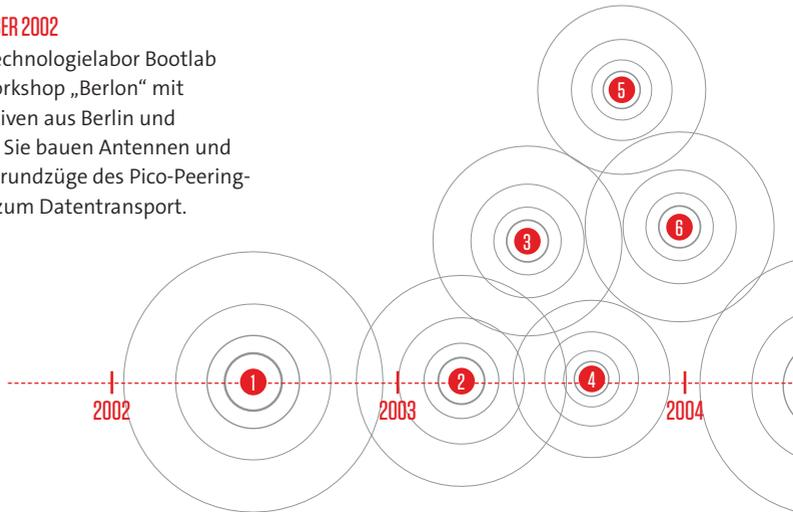 ER 2002
echnologielabor Bootlab
orkshop „Berlon“ mit
iven aus Berlin und
Sie bauen Antennen und
rundzüge des Pico-Peering-
zum Datentransport.
5
3
6
1
2
4
2002
2003
2004